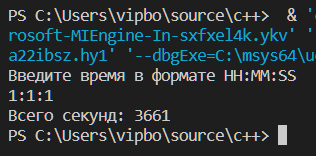 PS C:\Users\vipbo\source\c++>  & '
rosoft-MIEngine-In-sxfxel4k.ykv' '
a22ibsz.hy1' '--dbgExe=C:\msys64\u
Введите время в формате HH:MM:SS
1:1:1
Всего секунд: 3661
PS C:\Users\vipbo\source\c++>